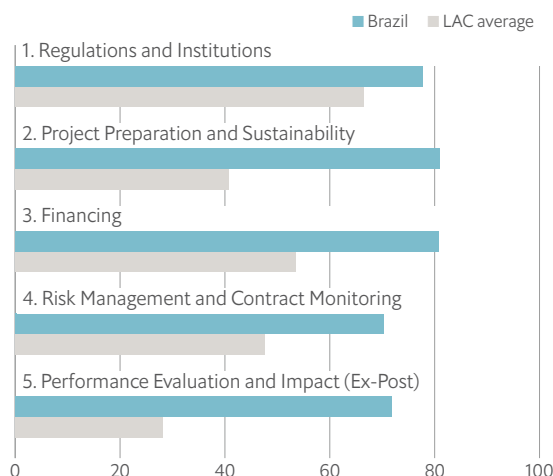 Brazil LAC average
1. Regulations and Institutions
2. Project Preparation and Sustainability
3. Financing
4. Risk Management and Contract Monitoring
5. Performance Evaluation and Impact (Ex-Post)
0 20 40 60 80 100